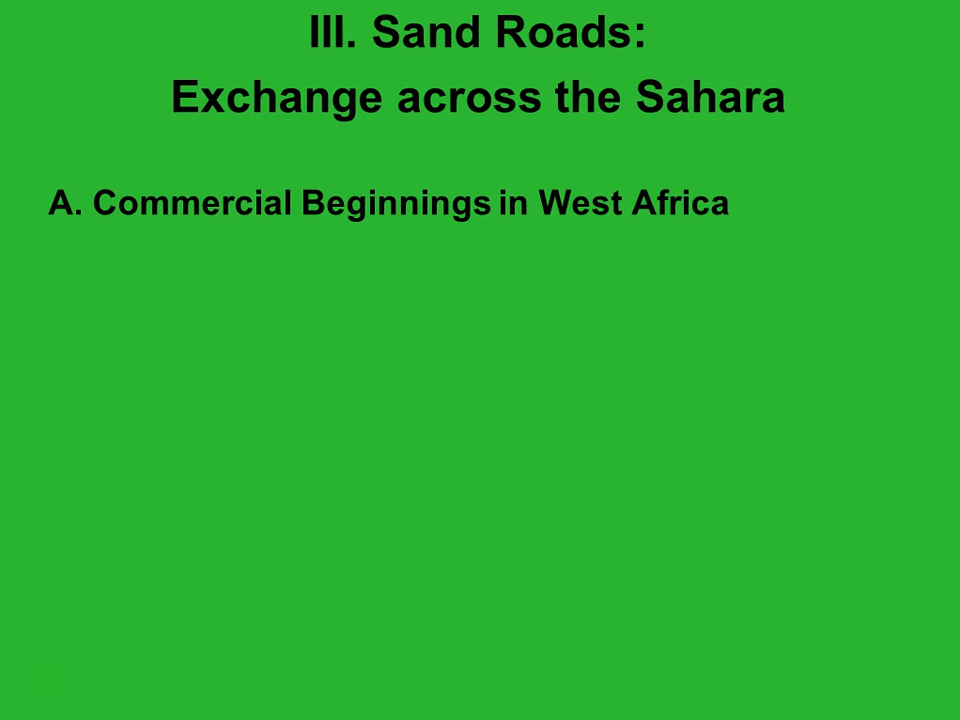 III. Sand Roads:
Exchange across the Sahara
A. Commercial Beginnings in West Africa